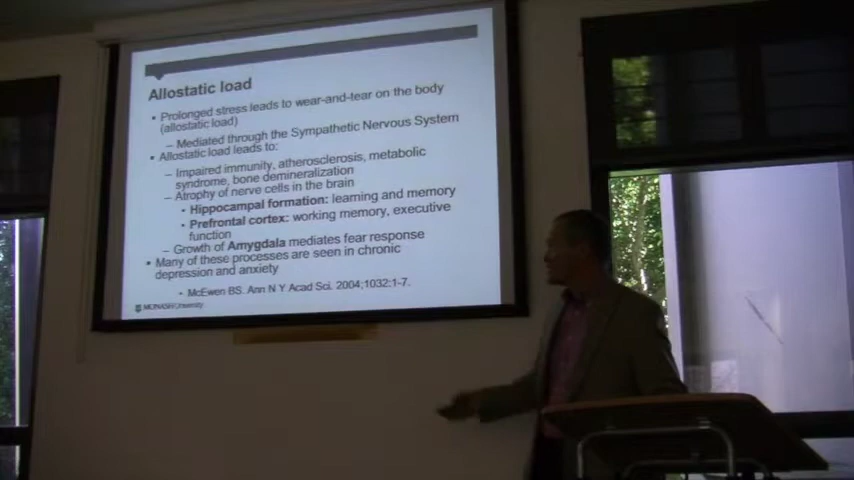 Allostatic load
• Prolonged stress leads to wear-and-tear on the body
(allostatic load)
– Mediated through the Sympathetic Nervous System
• Allostatic load leads to:
– Impaired immunity, atherosclerosis, metabolic
syndrome, bone demineralization
– Atrophy of nerve cells in the brain
• Hippocampal formation: learning and memory
• Prefrontal cortex: working memory, executive
function
– Growth of Amygdala mediates fear response
• Many of these processes are seen in chronic
depression and anxiety
• McEwen BS. Ann N Y Acad Sci. 2004;1032:1-7.
MONASH University